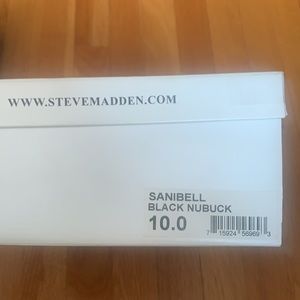 WWW.STEVEMADDEN.COM
SANIBELL
BLACK NUBUCK
10.0
7 15924 56969 3